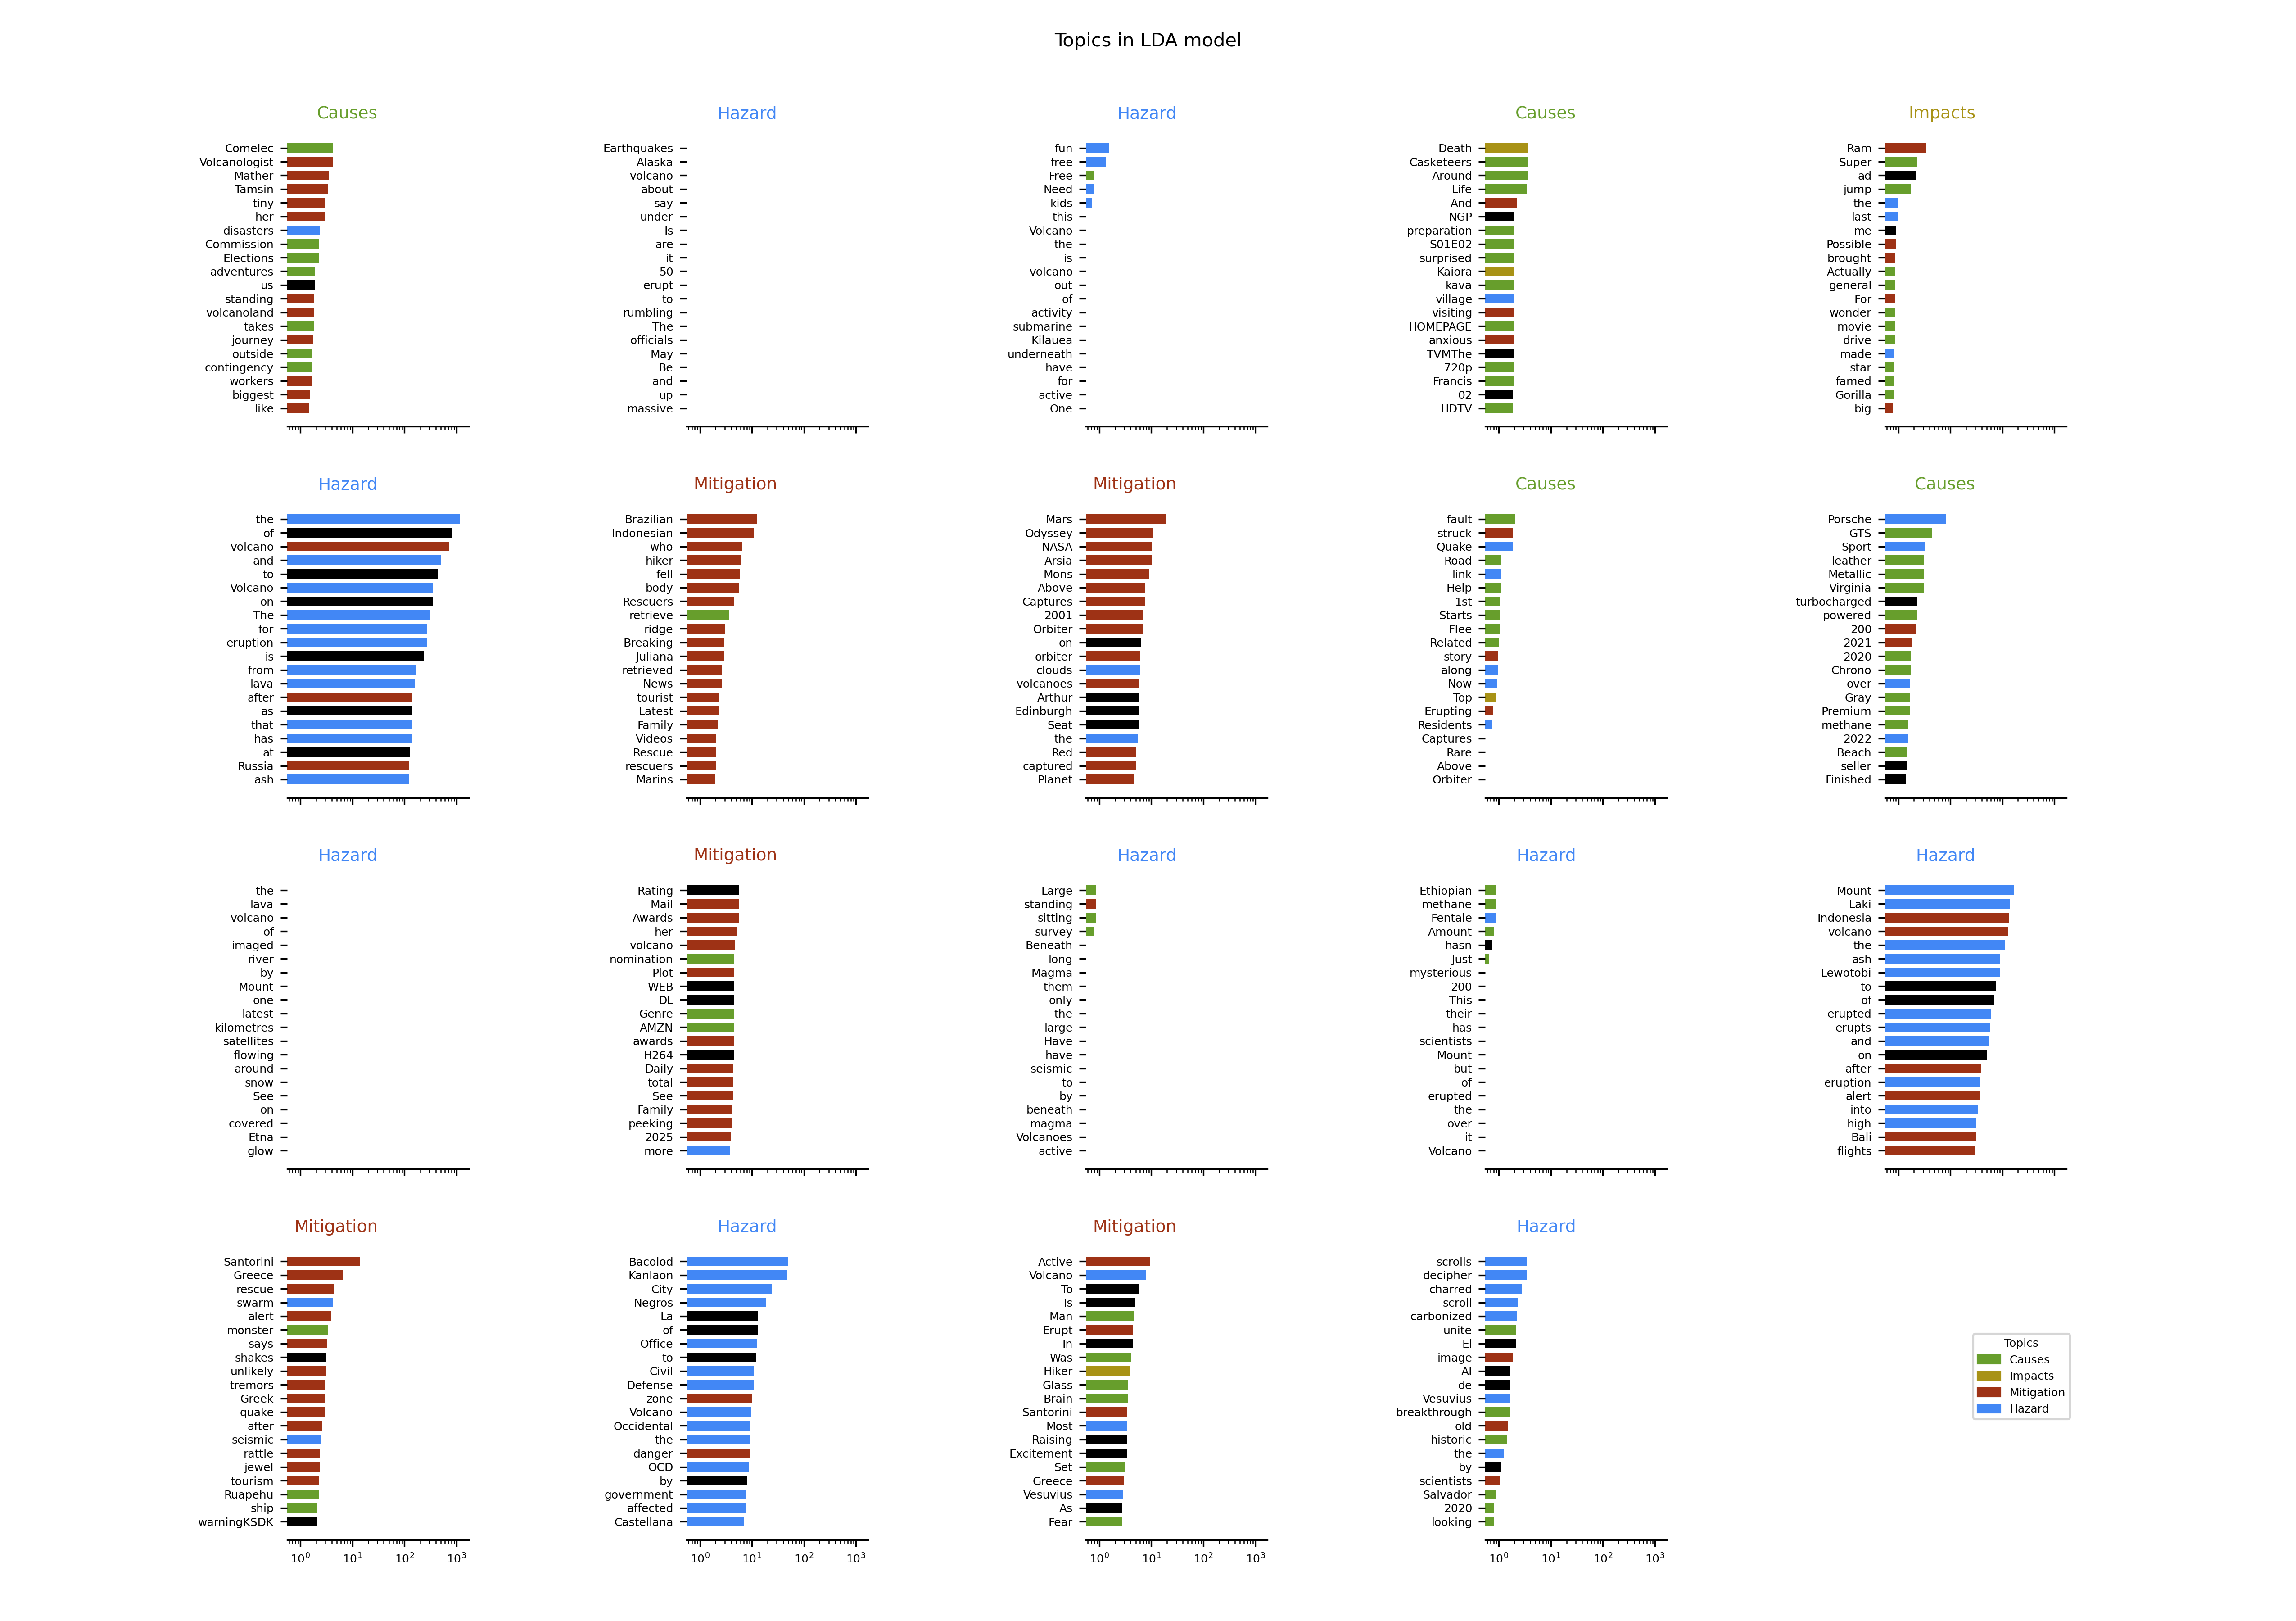 Topics in LDA model
Causes
Comelec
Volcanologist
Mather
Tamsin
tiny
her
disasters
Commission
Elections
adventures
us
standing
volcanoland
takes
journey
outside
contingency
workers
biggest
like
Hazard
Earthquakes
Alaska
volcano
about
say
under
Is
are
it
50
erupt
to
rumbling
The
officials
May
Be
and
up
massive
Hazard
fun
free
Free
Need
kids
this
Volcano
the
is
volcano
out
of
activity
submarine
Kilauea
underneath
have
for
active
One
Causes
Death
Casketeers
Around
Life
And
NGP
preparation
S01E02
surprised
Kaiora
kava
village
visiting
HOMEPAGE
anxious
TVMThe
720p
Francis
02
HDTV
Impacts
Ram
Super
ad
jump
the
last
me
Possible
brought
Actually
general
For
wonder
movie
drive
made
star
famed
Gorilla
big
Hazard
the
of
volcano
and
to
Volcano
on
The
for
eruption
is
from
lava
after
as
that
has
at
Russia
ash
Mitigation
Brazilian
Indonesian
who
hiker
fell
body
Rescuers
retrieve
ridge
Breaking
Juliana
retrieved
News
tourist
Latest
Family
Videos
Rescue
rescuers
Marins
Mitigation
Mars
Odyssey
NASA
Arsia
Mons
Above
Captures
2001
Orbiter
on
orbiter
clouds
volcanoes
Arthur
Edinburgh
Seat
the
Red
captured
Planet
Causes
fault
struck
Quake
Road
link
Help
1st
Starts
Flee
Related
story
along
Now
Top
Erupting
Residents
Captures
Rare
Above
Orbiter
Causes
Porsche
GTS
Sport
leather
Metallic
Virginia
turbocharged
powered
200
2021
2020
Chrono
over
Gray
Premium
methane
2022
Beach
seller
Finished
Hazard
the
lava
volcano
of
imaged
river
by
Mount
one
latest
kilometres
satellites
flowing
around
snow
See
on
covered
Etna
glow
Mitigation
Rating
Mail
Awards
her
volcano
nomination
Plot
WEB
DL
Genre
AMZN
awards
H264
Daily
total
See
Family
peeking
2025
more
Hazard
Large
standing
sitting
survey
Beneath
long
Magma
them
only
the
large
Have
have
seismic
to
by
beneath
magma
Volcanoes
active
Hazard
Ethiopian
methane
Fentale
Amount
hasn
Just
mysterious
200
This
their
has
scientists
Mount
but
of
erupted
the
over
it
Volcano
Hazard
Mount
Laki
Indonesia
volcano
the
ash
Lewotobi
to
of
erupted
erupts
and
on
after
eruption
alert
into
high
Bali
flights
Mitigation
Santorini
Greece
rescue
swarm
alert
monster
says
shakes
unlikely
tremors
Greek
quake
after
seismic
rattle
jewel
tourism
Ruapehu
ship
warningKSDK
10⁰ 10¹ 10² 10³
Hazard
Bacolod
Kanlaon
City
Negros
La
of
Office
to
Civil
Defense
zone
Volcano
Occidental
the
danger
OCD
by
government
affected
Castellana
10⁰ 10¹ 10² 10³
Mitigation
Active
Volcano
To
Is
Man
Erupt
In
Was
Hiker
Glass
Brain
Santorini
Most
Raising
Excitement
Set
Greece
Vesuvius
As
Fear
10⁰ 10¹ 10² 10³
Hazard
scrolls
decipher
charred
scroll
carbonized
unite
El
image
AI
de
Vesuvius
breakthrough
old
historic
the
by
scientists
Salvador
2020
looking
10⁰ 10¹ 10² 10³
Topics
Causes
Impacts
Mitigation
Hazard